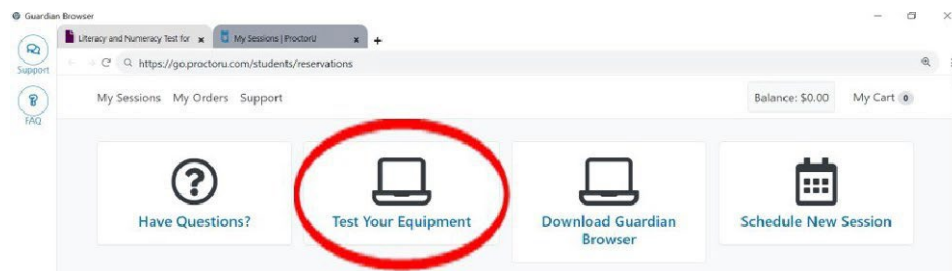 Guardian Browser
Literacy and Numeracy Test for
My Sessions | ProctorU
Support
https://go.proctoru.com/students/reservations
FAQ
My Sessions My Orders Support
Balance: $0.00
My Cart 0
Have Questions?
Test Your Equipment
Download Guardian
Browser
Schedule New Session